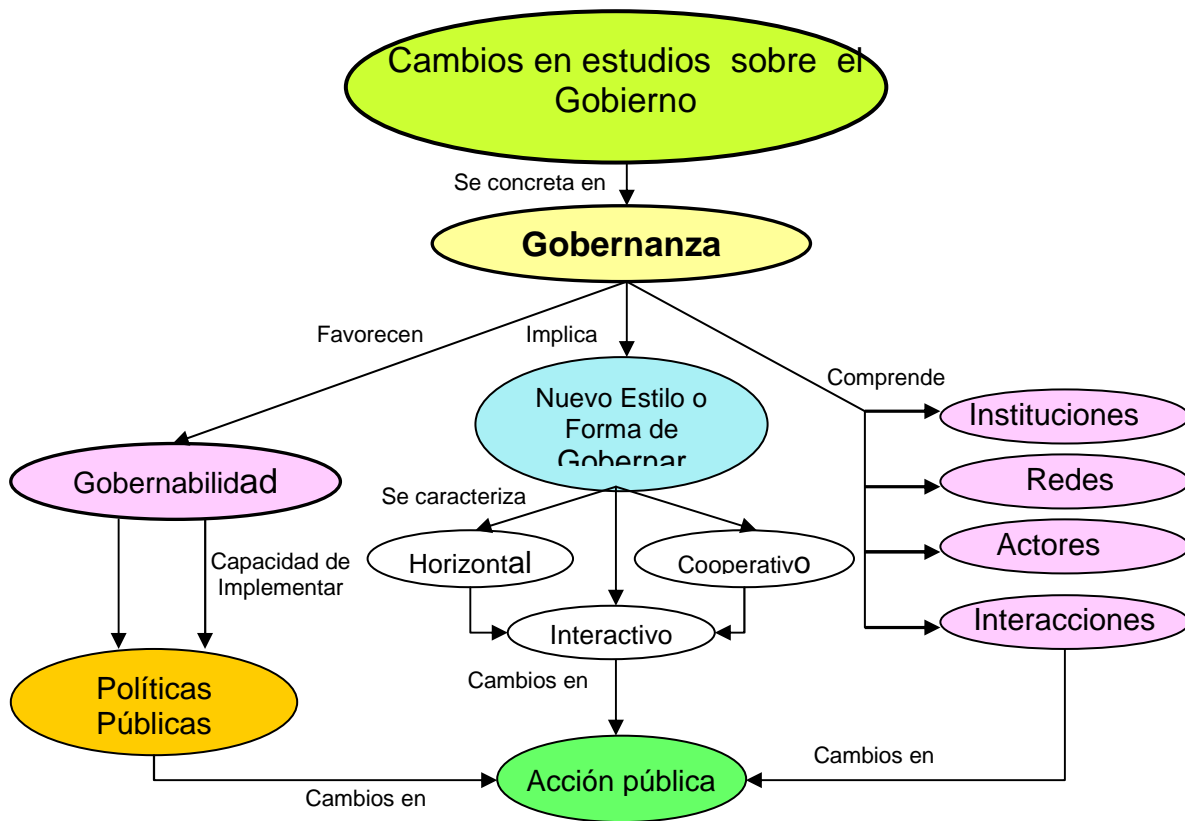 Cambios en estudios sobre el
Gobierno
Se concreta en
Gobernanza
Favorecen
Implica
Comprende
Nuevo Estilo o
Forma de
Gobernar
Instituciones
Redes
Actores
Interacciones
Gobernabilidad
Se caracteriza
Capacidad de
Implementar
Horizontal
Cooperativo
Interactivo
Políticas
Públicas
Cambios en
Acción pública
Cambios en
Cambios en